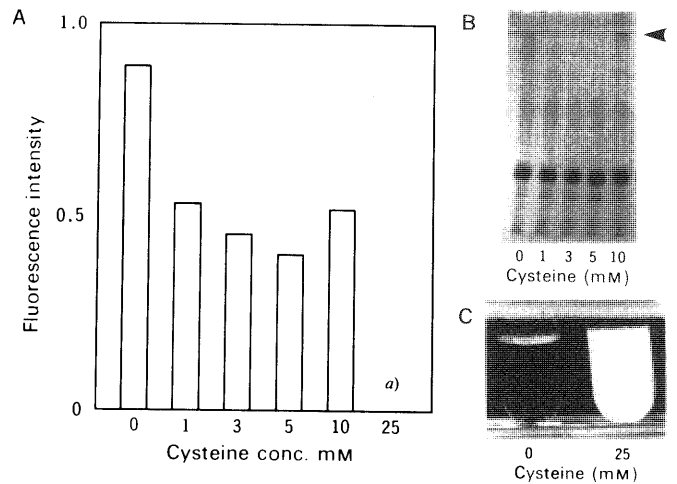 A
1.0
0.5
0
Fluorescence intensity
a)
0 1 3 5 10 25
Cysteine conc. mM
B
0 1 3 5 10
Cysteine (mM)
C
0 25
Cysteine (mM)